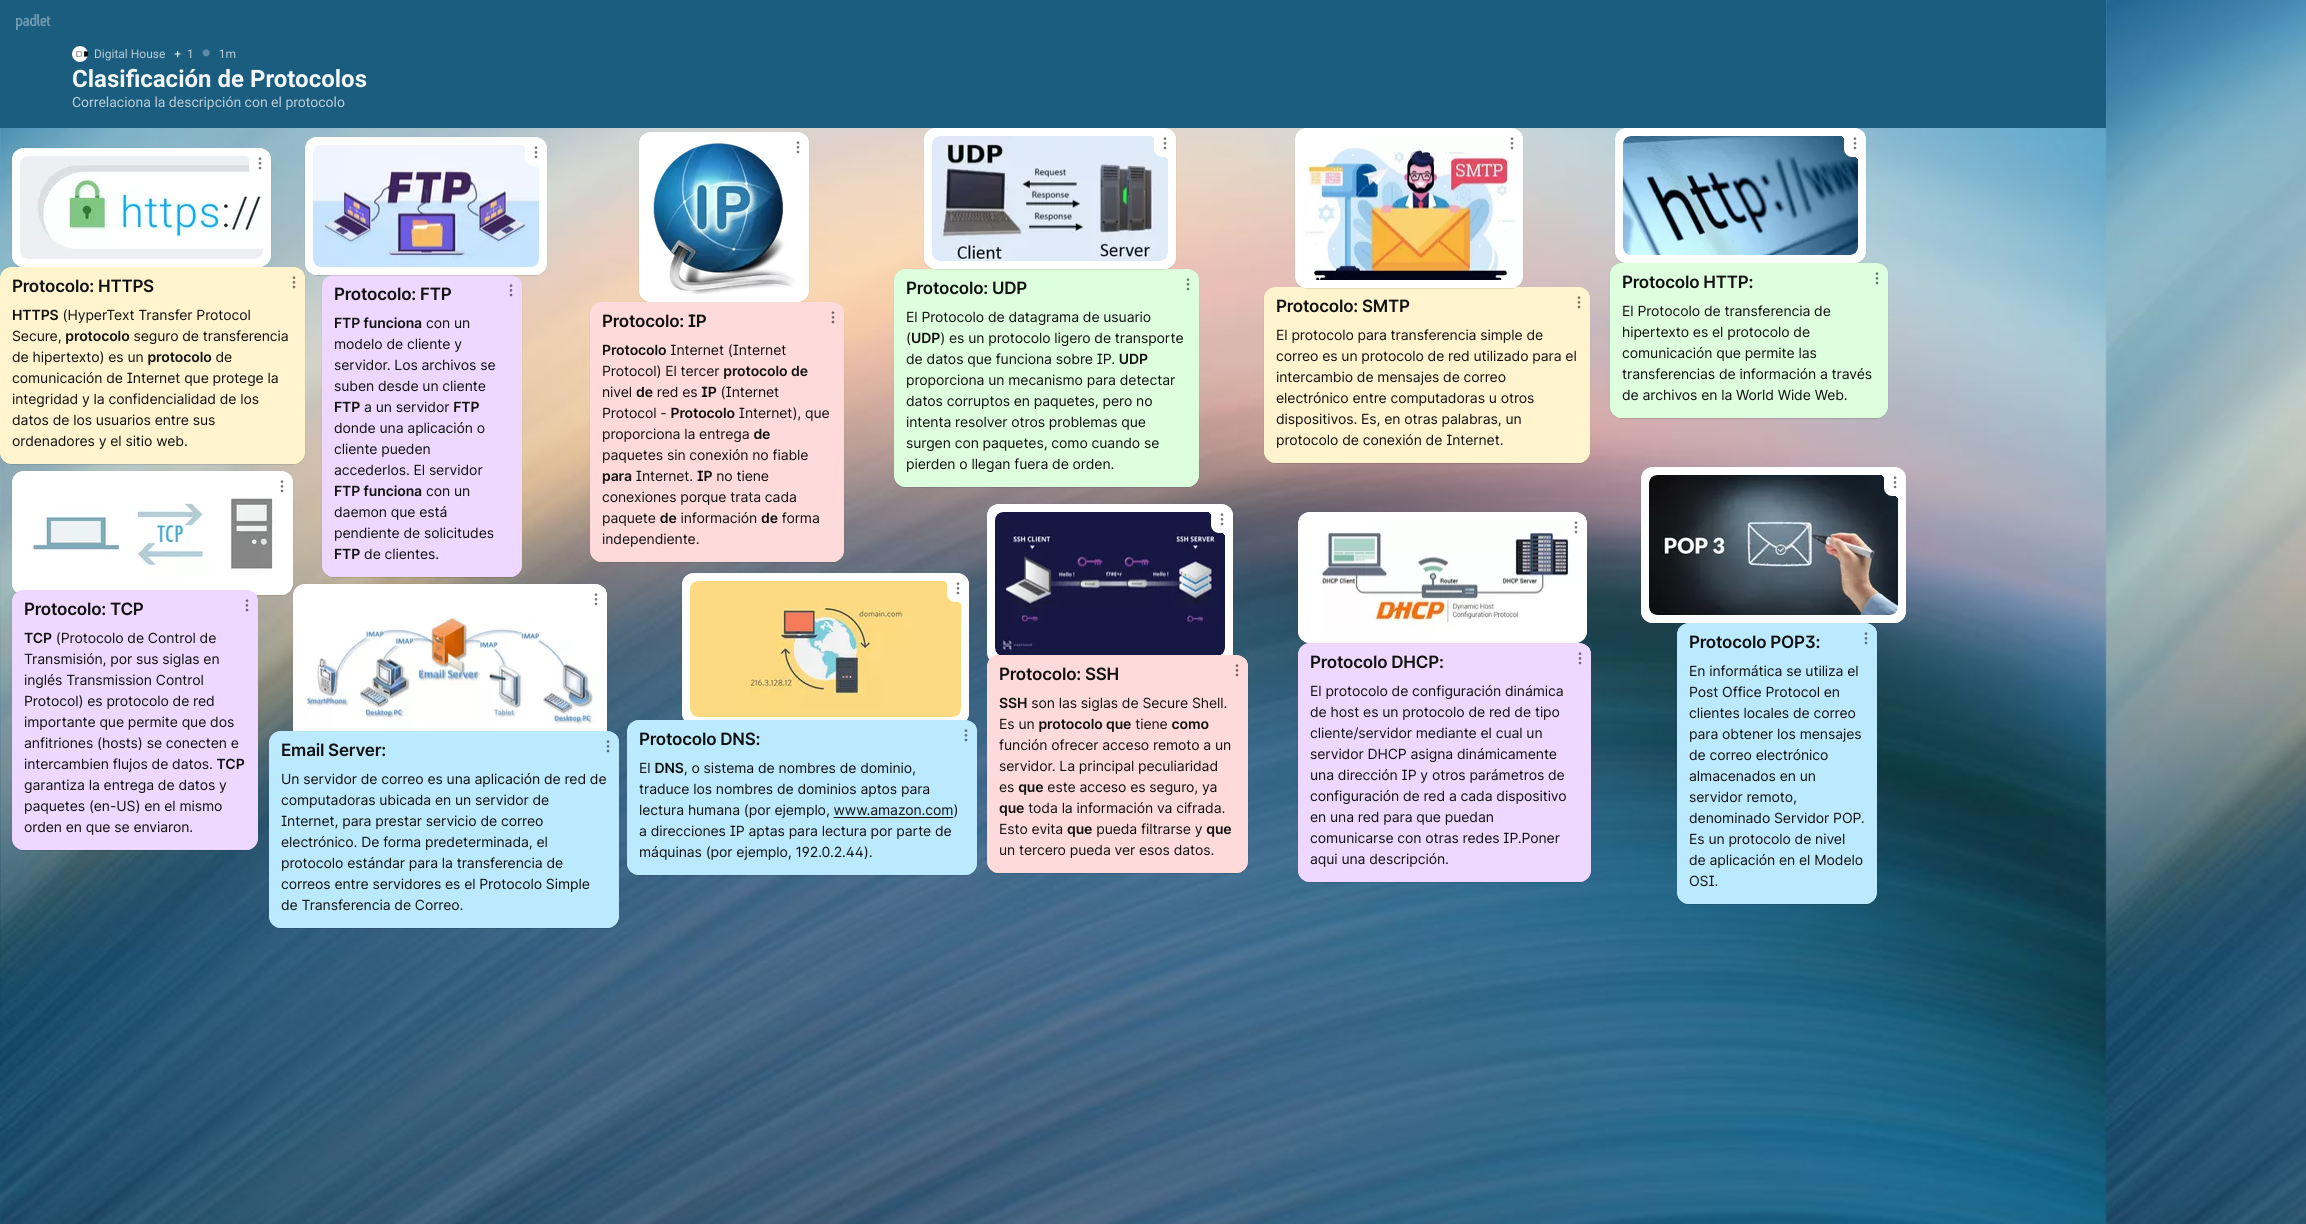 padlet
Digital House + 1 1m
Clasificación de Protocolos
Correlaciona la descripción con el protocolo
https://
Protocolo: HTTPS
HTTPS (HyperText Transfer Protocol
Secure, protocolo seguro de transferencia
de hipertexto) es un protocolo de
comunicación de Internet que protege la
integridad y la confidencialidad de los
datos de los usuarios entre sus
ordenadores y el sitio web.
FTP
Protocolo: FTP
FTP funciona con un
modelo de cliente y
servidor. Los archivos se
suben desde un cliente
FTP a un servidor FTP
donde una aplicación o
cliente pueden
accederlos. El servidor
FTP funciona con un
daemon que está
pendiente de solicitudes
FTP de clientes.
IP
Protocolo: IP
Protocolo Internet (Internet
Protocol) El tercer protocolo de
nivel de red es IP (Internet
Protocol - Protocolo Internet), que
proporciona la entrega de
paquetes sin conexión no fiable
para Internet. IP no tiene
conexiones porque trata cada
paquete de información de forma
independiente.
UDP
Request
Response
Response
Client
Server
Protocolo: UDP
El Protocolo de datagrama de usuario
(UDP) es un protocolo ligero de transporte
de datos que funciona sobre IP. UDP
proporciona un mecanismo para detectar
datos corruptos en paquetes, pero no
intenta resolver otros problemas que
surgen con paquetes, como cuando se
pierden o llegan fuera de orden.
SMTP
Protocolo: SMTP
El protocolo para transferencia simple de
correo es un protocolo de red utilizado para el
intercambio de mensajes de correo
electrónico entre computadoras u otros
dispositivos. Es, en otras palabras, un
protocolo de conexión de Internet.
http://www
Protocolo HTTP:
El Protocolo de transferencia de
hipertexto es el protocolo de
comunicación que permite las
transferencias de información a través
de archivos en la World Wide Web.
TCP
Protocolo: TCP
TCP (Protocolo de Control de
Transmisión, por sus siglas en
inglés Transmission Control
Protocol) es protocolo de red
importante que permite que dos
anfitriones (hosts) se conecten e
intercambien flujos de datos. TCP
garantiza la entrega de datos y
paquetes (en-US) en el mismo
orden en que se enviaron.
IMAP
IMAP
IMAP
IMAP
Email Server
SmartPhone
Desktop PC
Tablet
Desktop PC
Email Server:
Un servidor de correo es una aplicación de red de
computadoras ubicada en un servidor de
Internet, para prestar servicio de correo
electrónico. De forma predeterminada, el
protocolo estándar para la transferencia de
correos entre servidores es el Protocolo Simple
de Transferencia de Correo.
domain.com
216.3.128.12
Protocolo DNS:
El DNS, o sistema de nombres de dominio,
traduce los nombres de dominios aptos para
lectura humana (por ejemplo, www.amazon.com)
a direcciones IP aptas para lectura por parte de
máquinas (por ejemplo, 192.0.2.44).
SSH CLIENT
SSH SERVER
Hello !
Hello !
Protocolo: SSH
SSH son las siglas de Secure Shell.
Es un protocolo que tiene como
función ofrecer acceso remoto a un
servidor. La principal peculiaridad
es que este acceso es seguro, ya
que toda la información va cifrada.
Esto evita que pueda filtrarse y que
un tercero pueda ver esos datos.
DHCP Client
Router
DHCP Server
DHCP
Dynamic Host
Configuration Protocol
Protocolo DHCP:
El protocolo de configuración dinámica
de host es un protocolo de red de tipo
cliente/servidor mediante el cual un
servidor DHCP asigna dinámicamente
una dirección IP y otros parámetros de
configuración de red a cada dispositivo
en una red para que puedan
comunicarse con otras redes IP.Poner
aqui una descripción.
POP 3
Protocolo POP3:
En informática se utiliza el
Post Office Protocol en
clientes locales de correo
para obtener los mensajes
de correo electrónico
almacenados en un
servidor remoto,
denominado Servidor POP.
Es un protocolo de nivel
de aplicación en el Modelo
OSI.